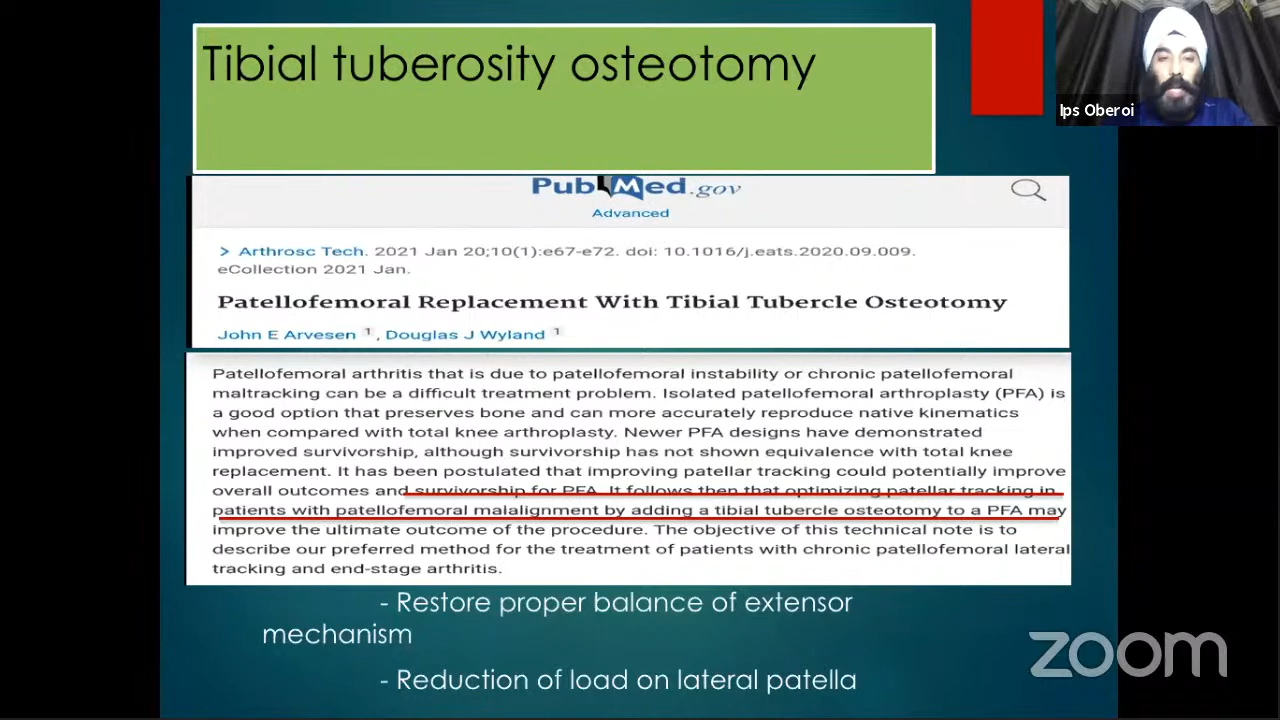 Tibial tuberosity osteotomy
Ips Oberoi
PubMed.gov
Advanced
> Arthrosc Tech. 2021 Jan 20;10(1):e67-e72. doi: 10.1016/j.eats.2020.09.009.
eCollection 2021 Jan.
Patellofemoral Replacement With Tibial Tubercle Osteotomy
John E Arvesen 1, Douglas J Wyland 1
Patellofemoral arthritis that is due to patellofemoral instability or chronic patellofemoral
maltracking can be a difficult treatment problem. Isolated patellofemoral arthroplasty (PFA) is
a good option that preserves bone and can more accurately reproduce native kinematics
when compared with total knee arthroplasty. Newer PFA designs have demonstrated
improved survivorship, although survivorship has not shown equivalence with total knee
replacement. It has been postulated that improving patellar tracking could potentially improve
overall outcomes and survivorship for PFA. It follows then that optimizing patellar tracking in
patients with patellofemoral malalignment by adding a tibial tubercle osteotomy to a PFA may
improve the ultimate outcome of the procedure. The objective of this technical note is to
describe our preferred method for the treatment of patients with chronic patellofemoral lateral
tracking and end-stage arthritis.
- Restore proper balance of extensor
mechanism
- Reduction of load on lateral patella
zoom